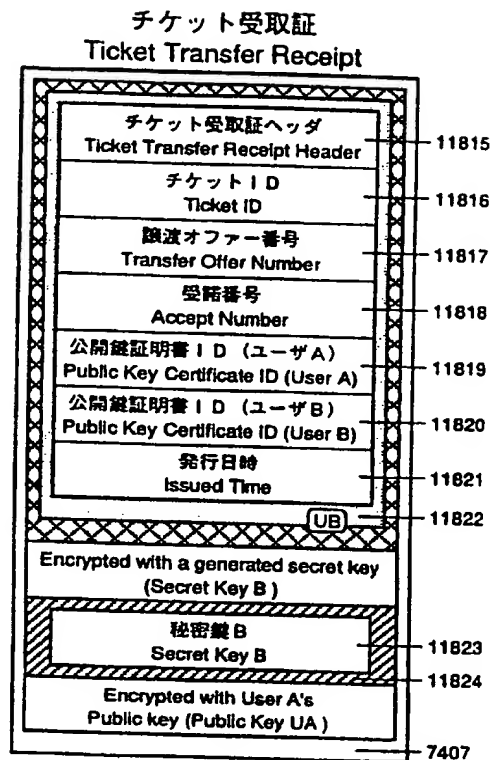 チケット受取証
Ticket Transfer Receipt
チケット受取証ヘッダ
Ticket Transfer Receipt Header
11815
チケットID
Ticket ID
11816
譲渡オファー番号
Transfer Offer Number
11817
受諾番号
Accept Number
11818
公開鍵証明書ID (ユーザA)
Public Key Certificate ID (User A)
11819
公開鍵証明書ID (ユーザB)
Public Key Certificate ID (User B)
11820
発行日時
Issued Time
11821
UB
11822
Encrypted with a generated secret key
(Secret Key B )
秘密鍵B
Secret Key B
11823
11824
Encrypted with User A's
Public key (Public Key UA )
7407